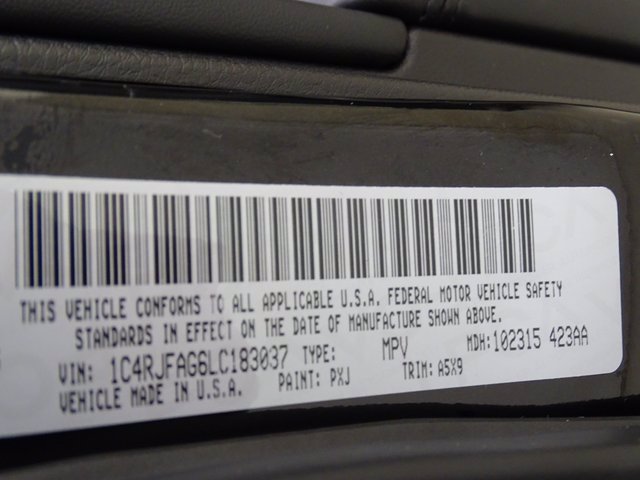 THIS VEHICLE CONFORMS TO ALL APPLICABLE U.S.A. FEDERAL MOTOR VEHICLE SAFETY
STANDARDS IN EFFECT ON THE DATE OF MANUFACTURE SHOWN ABOVE.
VIN: 1C4RJFAG6LC183037 TYPE: MPV MDH: 102315 423AA
VEHICLE MADE IN U.S.A. PAINT: PXJ TRIM: A5X9